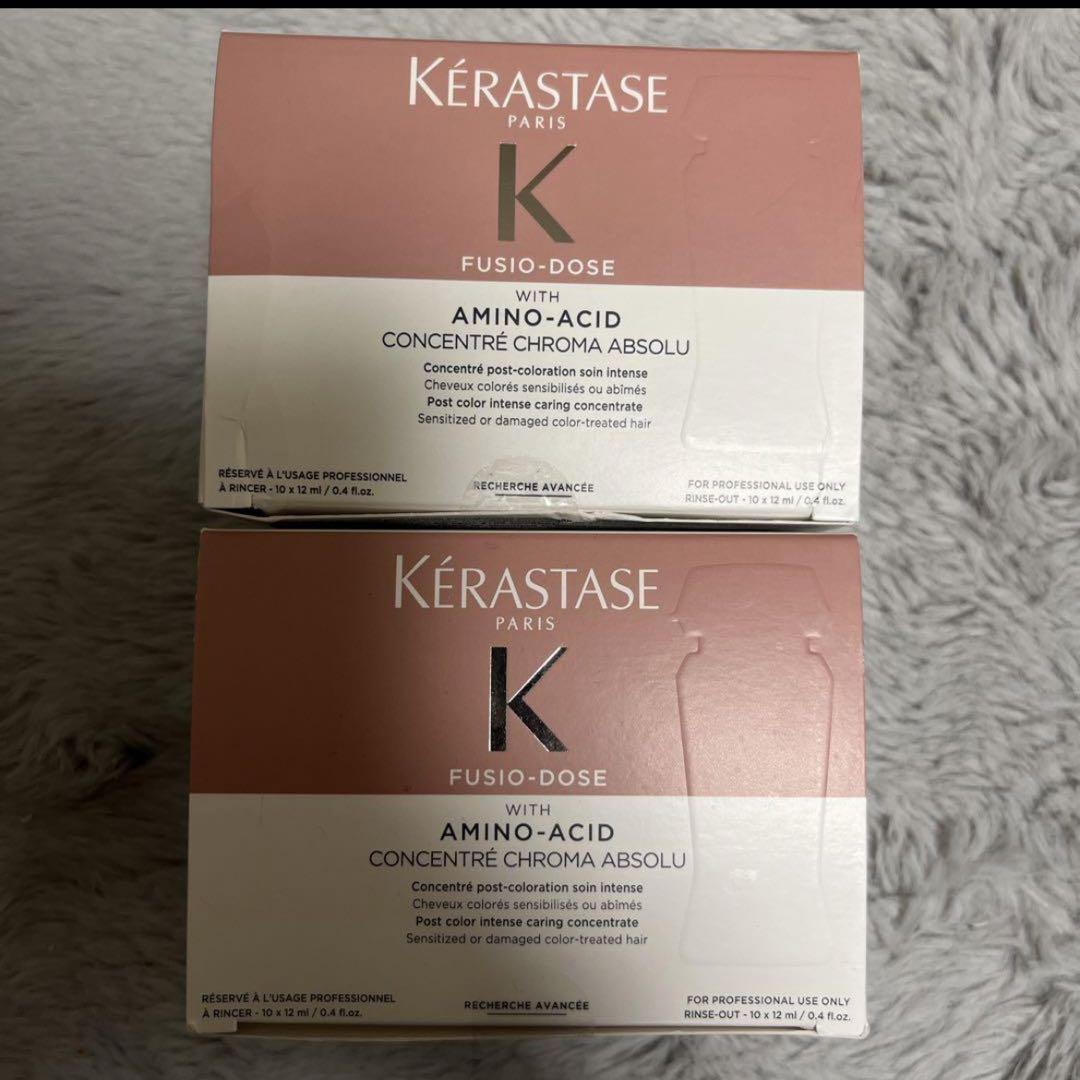 KÉRASTASE
PARIS
K
FUSIO-DOSE
WITH
AMINO-ACID
CONCENTRÉ CHROMA ABSOLU
Concentré post-coloration soin intense
Cheveux colorés sensibilisés ou abîmés
Post color intense caring concentrate
Sensitized or damaged color-treated hair
RÉSERVÉ À L'USAGE PROFESSIONNEL
À RINCER - 10 x 12 ml / 0.4 fl.oz.
RECHERCHE AVANCÉE
FOR PROFESSIONAL USE ONLY
RINSE-OUT - 10 x 12 ml / 0.4 fl.oz.
KÉRASTASE
PARIS
K
FUSIO-DOSE
WITH
AMINO-ACID
CONCENTRÉ CHROMA ABSOLU
Concentré post-coloration soin intense
Cheveux colorés sensibilisés ou abîmés
Post color intense caring concentrate
Sensitized or damaged color-treated hair
RÉSERVÉ À L'USAGE PROFESSIONNEL
À RINCER - 10 x 12 ml / 0.4 fl.oz.
RECHERCHE AVANCÉE
FOR PROFESSIONAL USE ONLY
RINSE-OUT - 10 x 12 ml / 0.4 fl.oz.